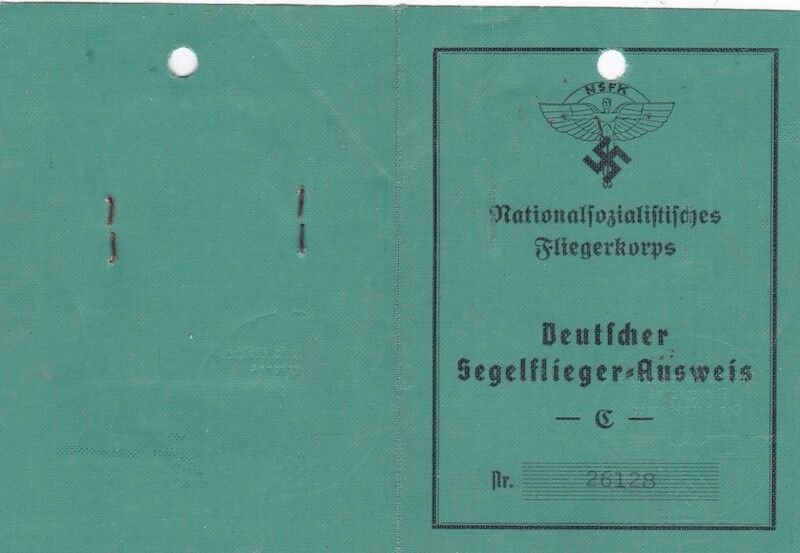 NSFK
Nationalsozialistisches
Fliegerkorps
Deutscher
Segelflieger-Ausweis
— C —
Nr. 26128